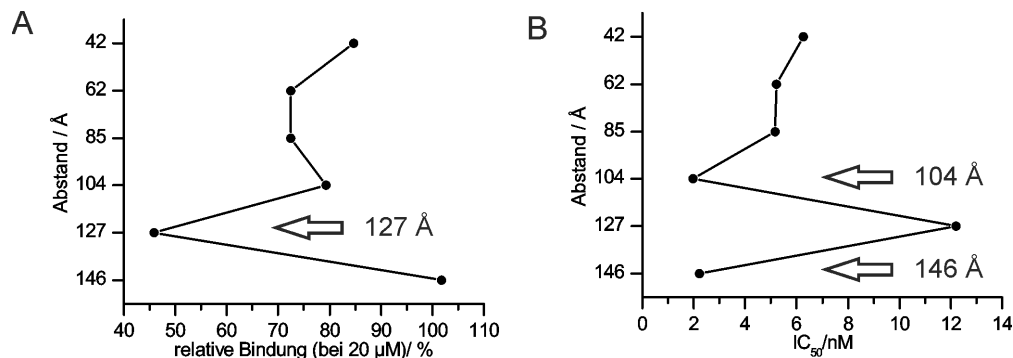 A
Abstand / Å
42
62
85
104
127
146
127 Å
40 50 60 70 80 90 100 110
relative Bindung (bei 20 µM)/ %
B
Abstand / Å
42
62
85
104
127
146
104 Å
146 Å
0 2 4 6 8 10 12 14
IC50/nM